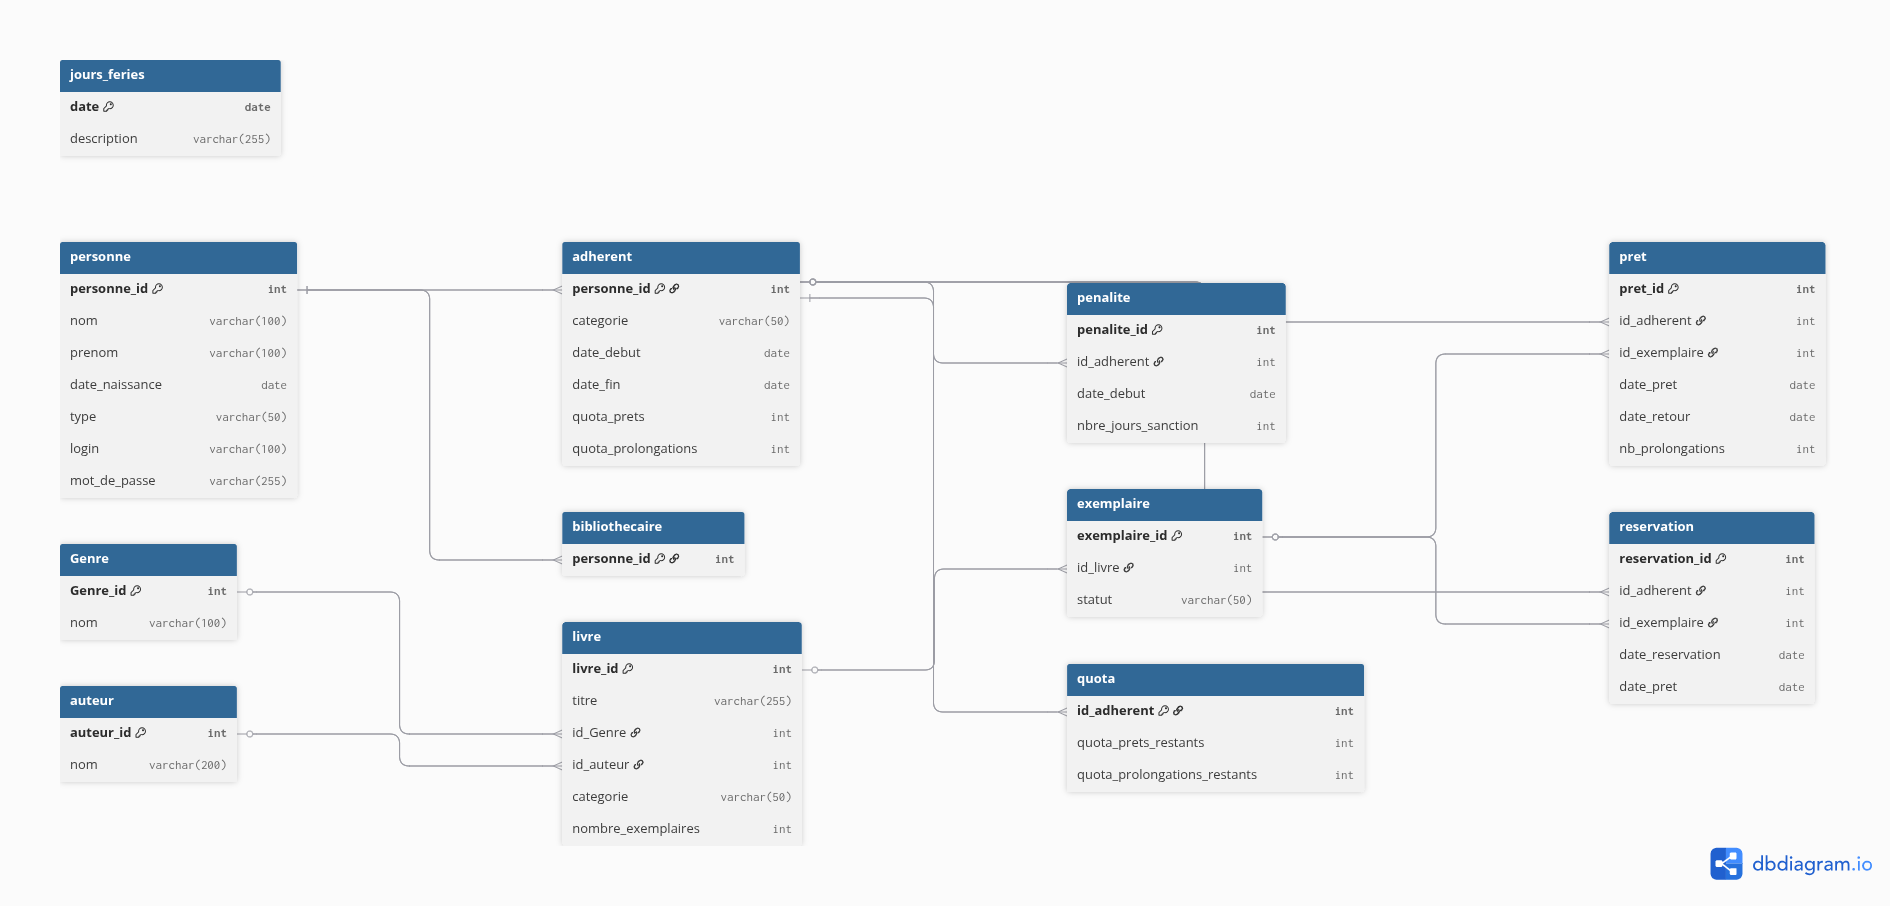 jours_feries
date date
description varchar(255)
personne
personne_id int
nom varchar(100)
prenom varchar(100)
date_naissance date
type varchar(50)
login varchar(100)
mot_de_passe varchar(255)
Genre
Genre_id int
nom varchar(100)
auteur
auteur_id int
nom varchar(200)
adherent
personne_id int
categorie varchar(50)
date_debut date
date_fin date
quota_prets int
quota_prolongations int
bibliothecaire
personne_id int
livre
livre_id int
titre varchar(255)
id_Genre int
id_auteur int
categorie varchar(50)
nombre_exemplaires int
penalite
penalite_id int
id_adherent int
date_debut date
nbre_jours_sanction int
exemplaire
exemplaire_id int
id_livre int
statut varchar(50)
quota
id_adherent int
quota_prets_restants int
quota_prolongations_restants int
pret
pret_id int
id_adherent int
id_exemplaire int
date_pret date
date_retour date
nb_prolongations int
reservation
reservation_id int
id_adherent int
id_exemplaire int
date_reservation date
date_pret date
dbdiagram.io